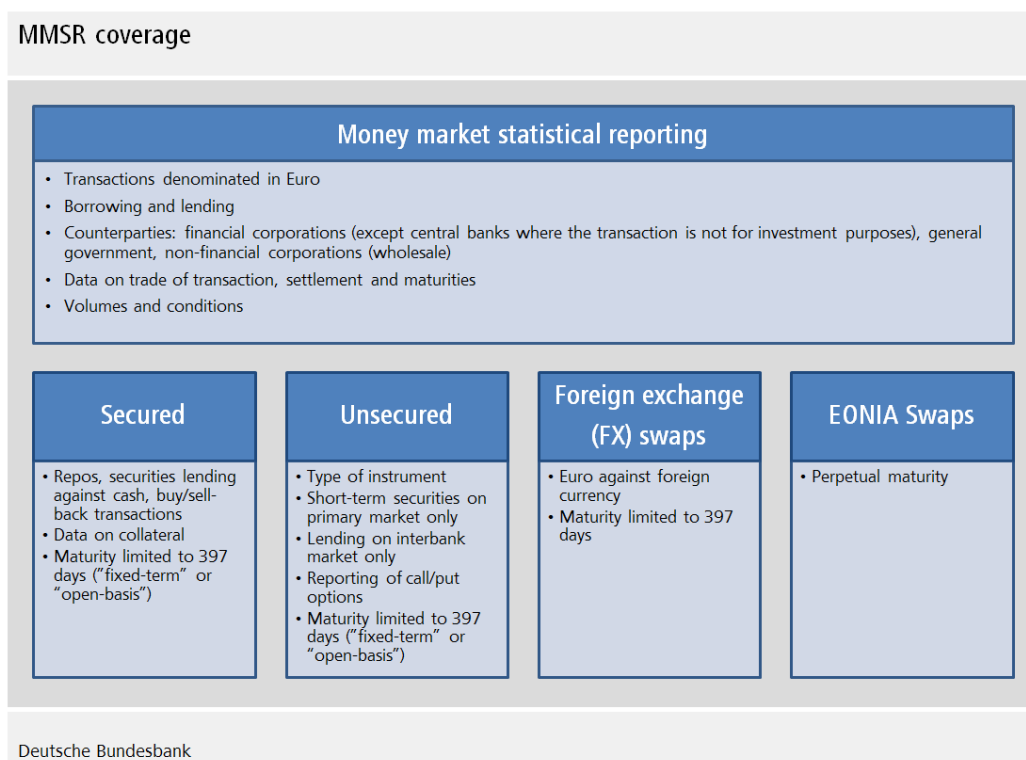 MMSR coverage
Money market statistical reporting
• Transactions denominated in Euro
• Borrowing and lending
• Counterparties: financial corporations (except central banks where the transaction is not for investment purposes), general
government, non-financial corporations (wholesale)
• Data on trade of transaction, settlement and maturities
• Volumes and conditions
Secured
• Repos, securities lending
against cash, buy/sell-
back transactions
• Data on collateral
• Maturity limited to 397
days (”fixed-term” or
“open-basis”)
Unsecured
• Type of instrument
• Short-term securities on
primary market only
• Lending on interbank
market only
• Reporting of call/put
options
• Maturity limited to 397
days (”fixed-term” or
“open-basis”)
Foreign exchange
(FX) swaps
• Euro against foreign
currency
• Maturity limited to 397
days
EONIA Swaps
• Perpetual maturity
Deutsche Bundesbank